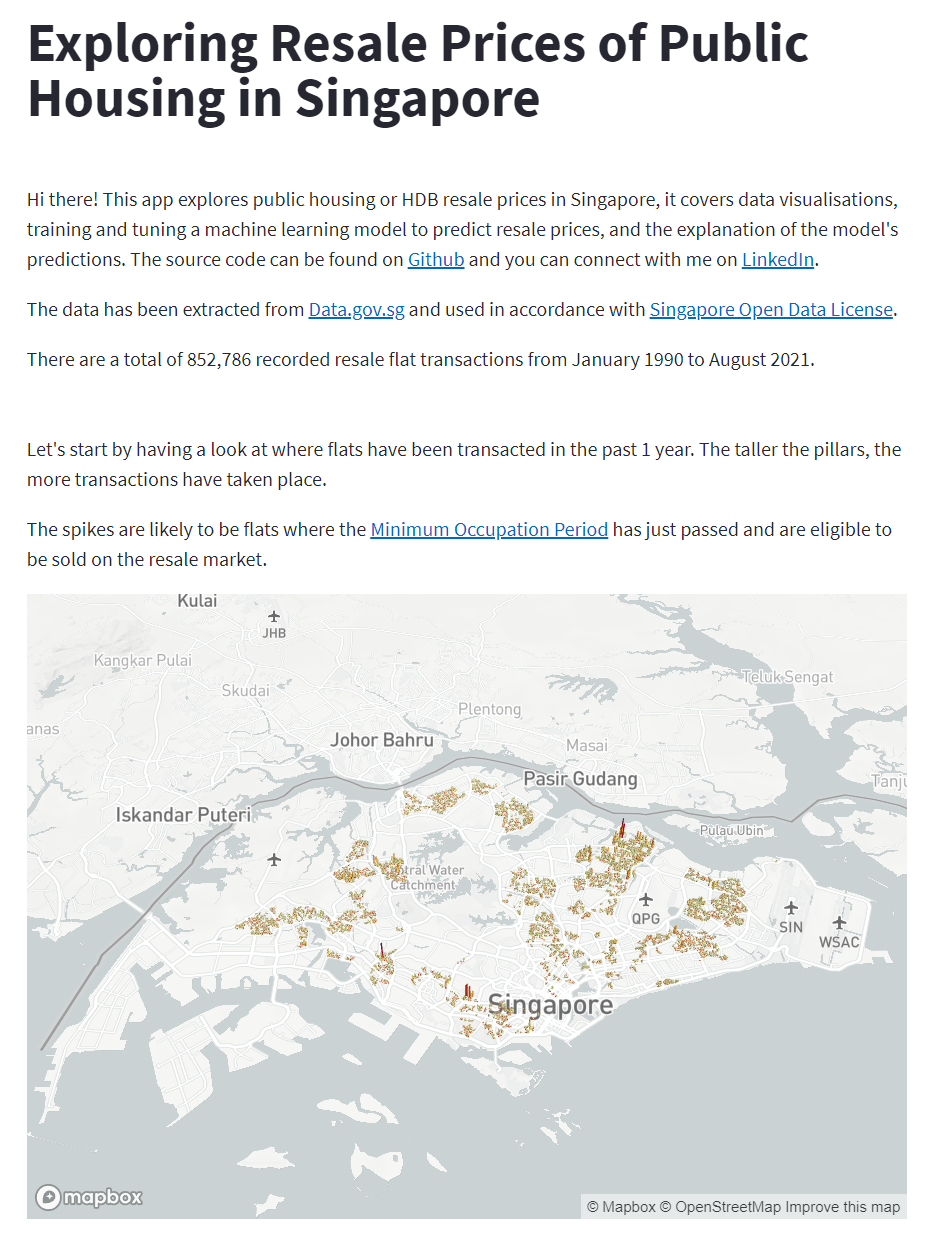 Exploring Resale Prices of Public
Housing in Singapore
Hi there! This app explores public housing or HDB resale prices in Singapore, it covers data visualisations,
training and tuning a machine learning model to predict resale prices, and the explanation of the model's
predictions. The source code can be found on Github and you can connect with me on LinkedIn.
The data has been extracted from Data.gov.sg and used in accordance with Singapore Open Data License.
There are a total of 852,786 recorded resale flat transactions from January 1990 to August 2021.
Let's start by having a look at where flats have been transacted in the past 1 year. The taller the pillars, the
more transactions have taken place.
The spikes are likely to be flats where the Minimum Occupation Period has just passed and are eligible to
be sold on the resale market.
Kulai
JHB
Kangkar Pulai
Teluk Sengat
Skudai
Plentong
anas
Johor Bahru
Masai
Pasir Gudang
Tanju
Iskandar Puteri
Pulau Ubin
tral Water
Catchment
QPG
SIN
WSAC
Singapore
mapbox
© Mapbox © OpenStreetMap Improve this map